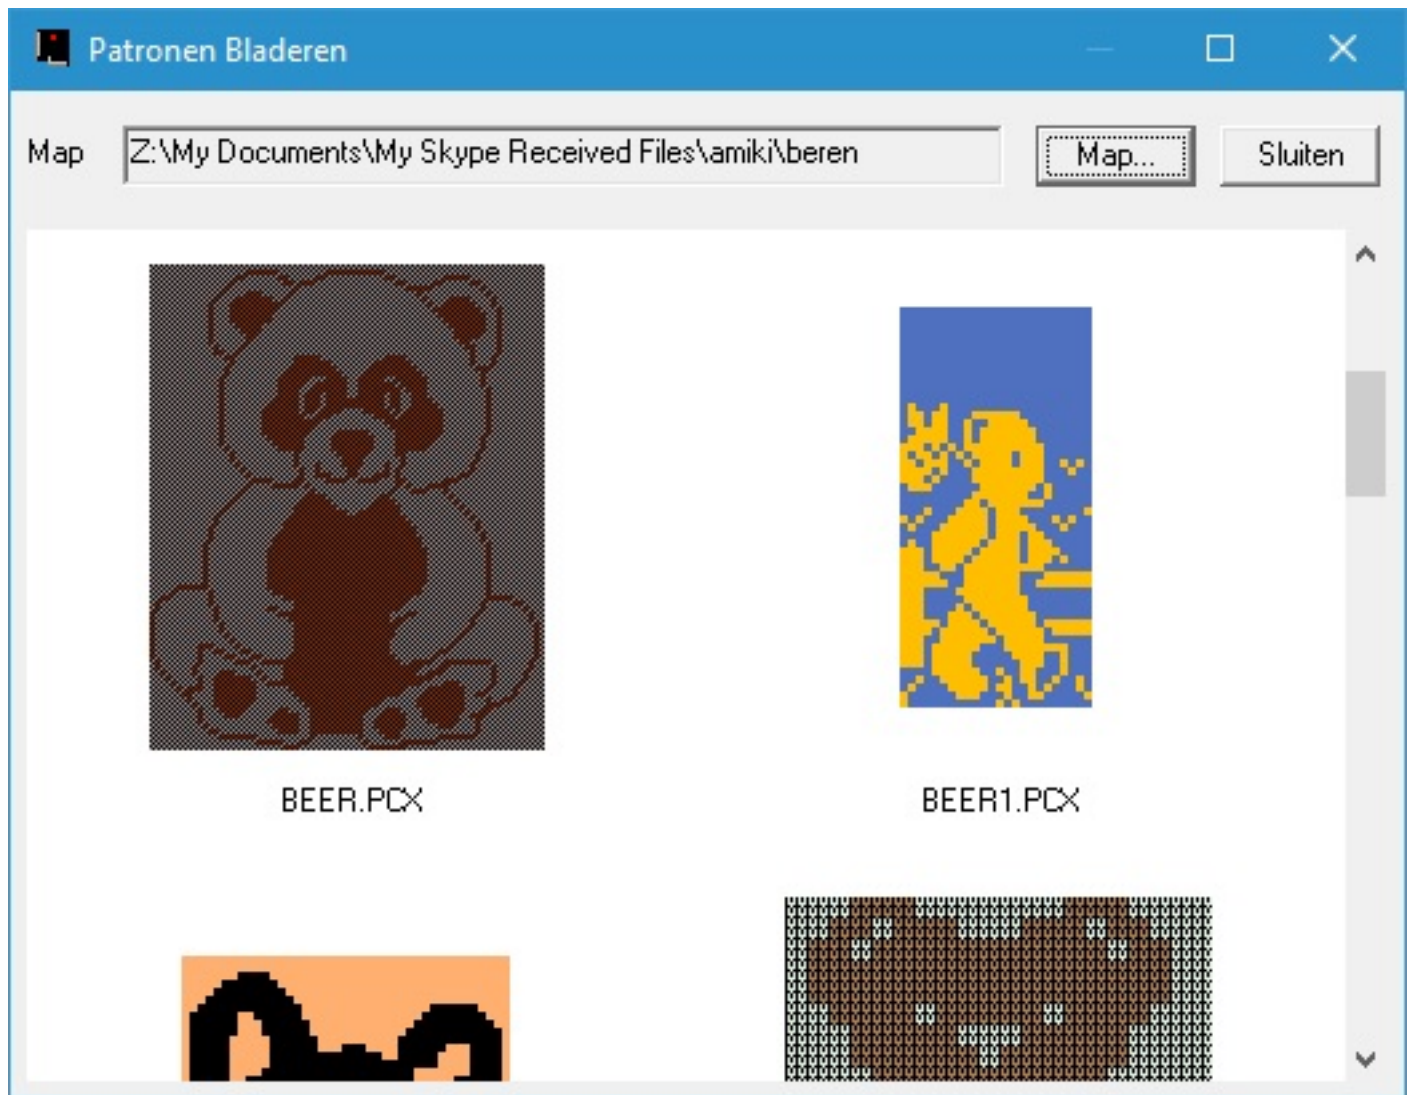 Patronen Bladeren
Map Z:\My Documents\My Skype Received Files\amiki\beren Map... Sluiten
BEER.PCX BEER1.PCX